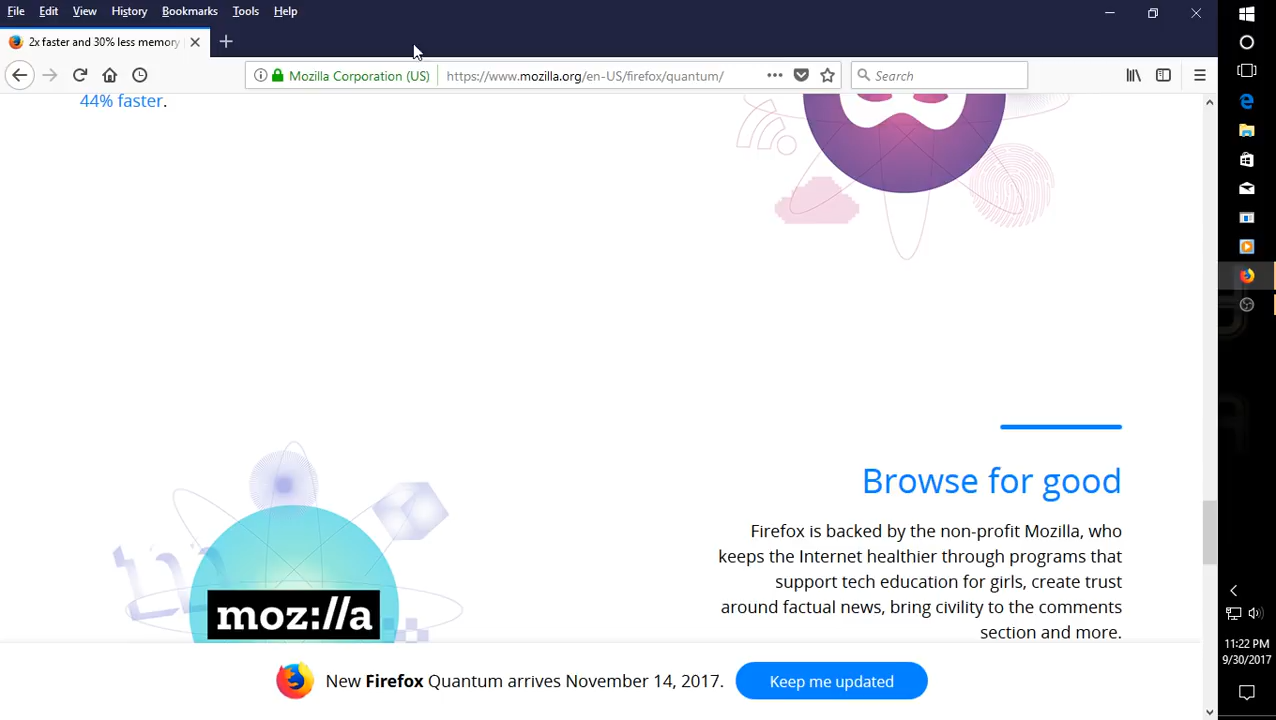 File Edit View History Bookmarks Tools Help
2x faster and 30% less memory
Mozilla Corporation (US) https://www.mozilla.org/en-US/firefox/quantum/ Search
44% faster.
Browse for good
Firefox is backed by the non-profit Mozilla, who
keeps the Internet healthier through programs that
support tech education for girls, create trust
around factual news, bring civility to the comments
section and more.
moz://a
New Firefox Quantum arrives November 14, 2017. Keep me updated
11:22 PM
9/30/2017